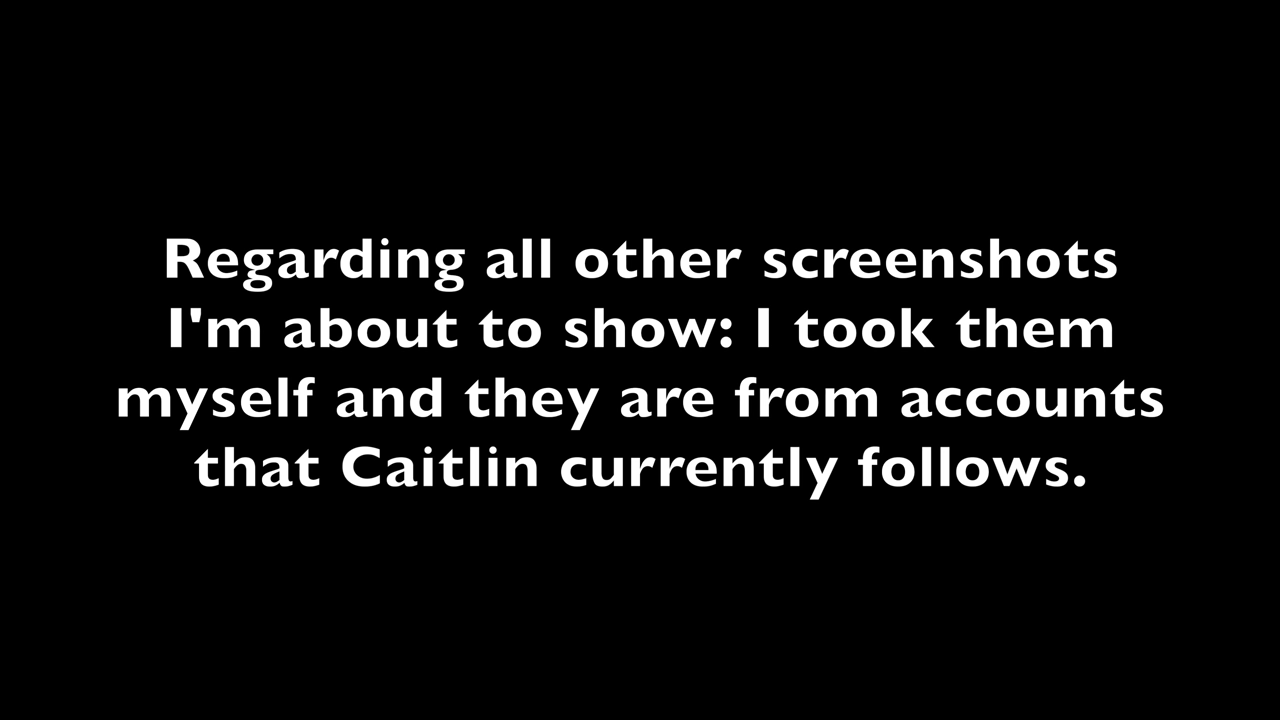 Regarding all other screenshots
I'm about to show: I took them
myself and they are from accounts
that Caitlin currently follows.